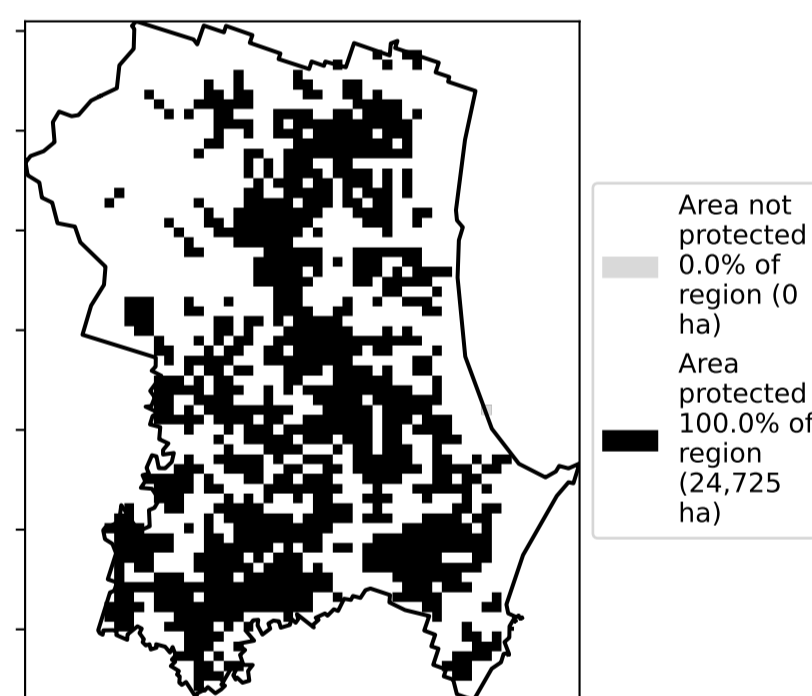 Area not
protected
0.0% of
region (0
ha)
Area
protected
100.0% of
region
(24,725
ha)